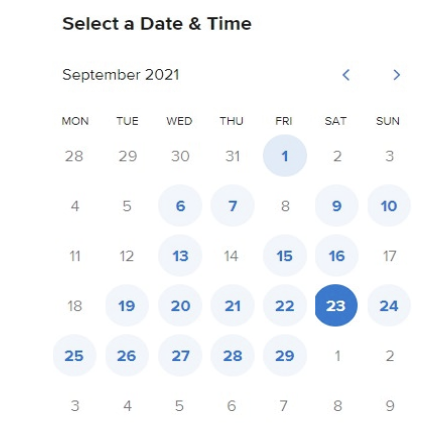 Select a Date & Time
September 2021
MON TUE WED THU FRI SAT SUN
28 29 30 31 1 2 3
4 5 6 7 8 9 10
11 12 13 14 15 16 17
18 19 20 21 22 23 24
25 26 27 28 29 1 2
3 4 5 6 7 8 9